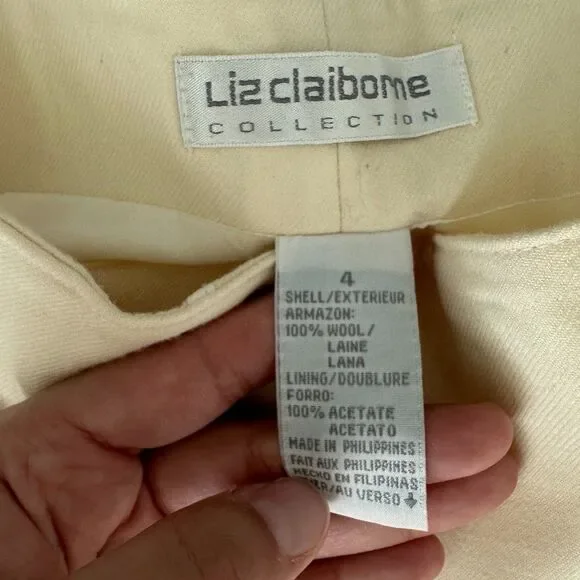 Liz claiborne
COLLECTION
4
SHELL/EXTERIEUR
ARMAZON:
100% WOOL/
LAINE
LANA
LINING/DOUBLURE
FORRO:
100% ACETATE
ACETATO
MADE IN PHILIPPINES
FAIT AUX PHILIPPINES
HECHO EN FILIPINAS
/AU VERSO